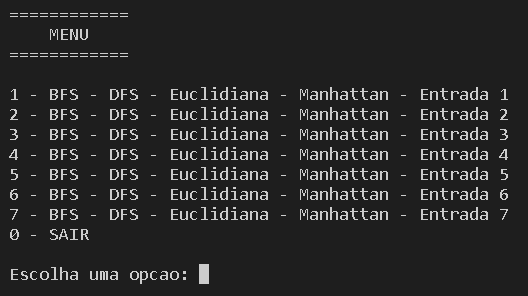 ============
MENU
============
1 - BFS - DFS - Euclidiana - Manhattan - Entrada 1
2 - BFS - DFS - Euclidiana - Manhattan - Entrada 2
3 - BFS - DFS - Euclidiana - Manhattan - Entrada 3
4 - BFS - DFS - Euclidiana - Manhattan - Entrada 4
5 - BFS - DFS - Euclidiana - Manhattan - Entrada 5
6 - BFS - DFS - Euclidiana - Manhattan - Entrada 6
7 - BFS - DFS - Euclidiana - Manhattan - Entrada 7
0 - SAIR
Escolha uma opcao: